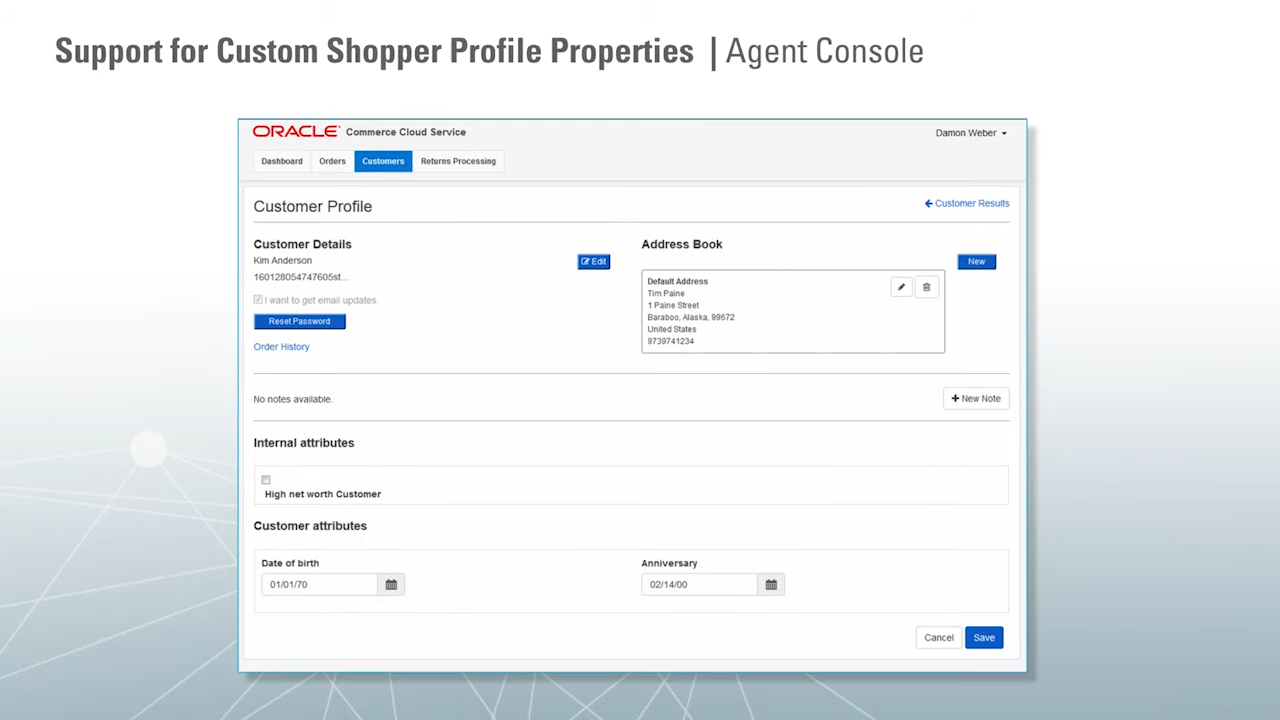 Support for Custom Shopper Profile Properties | Agent Console
ORACLE Commerce Cloud Service
Damon Weber
Dashboard Orders Customers Returns Processing
Customer Profile
Customer Results
Customer Details
Kim Anderson
160128054747605st...
Edit
I want to get email updates
Reset Password
Order History
Address Book
New
Default Address
Tim Paine
1 Paine Street
Baraboo, Alaska, 99672
United States
9739741234
No notes available.
New Note
Internal attributes
High net worth Customer
Customer attributes
Date of birth
01/01/70
Anniversary
02/14/00
Cancel Save